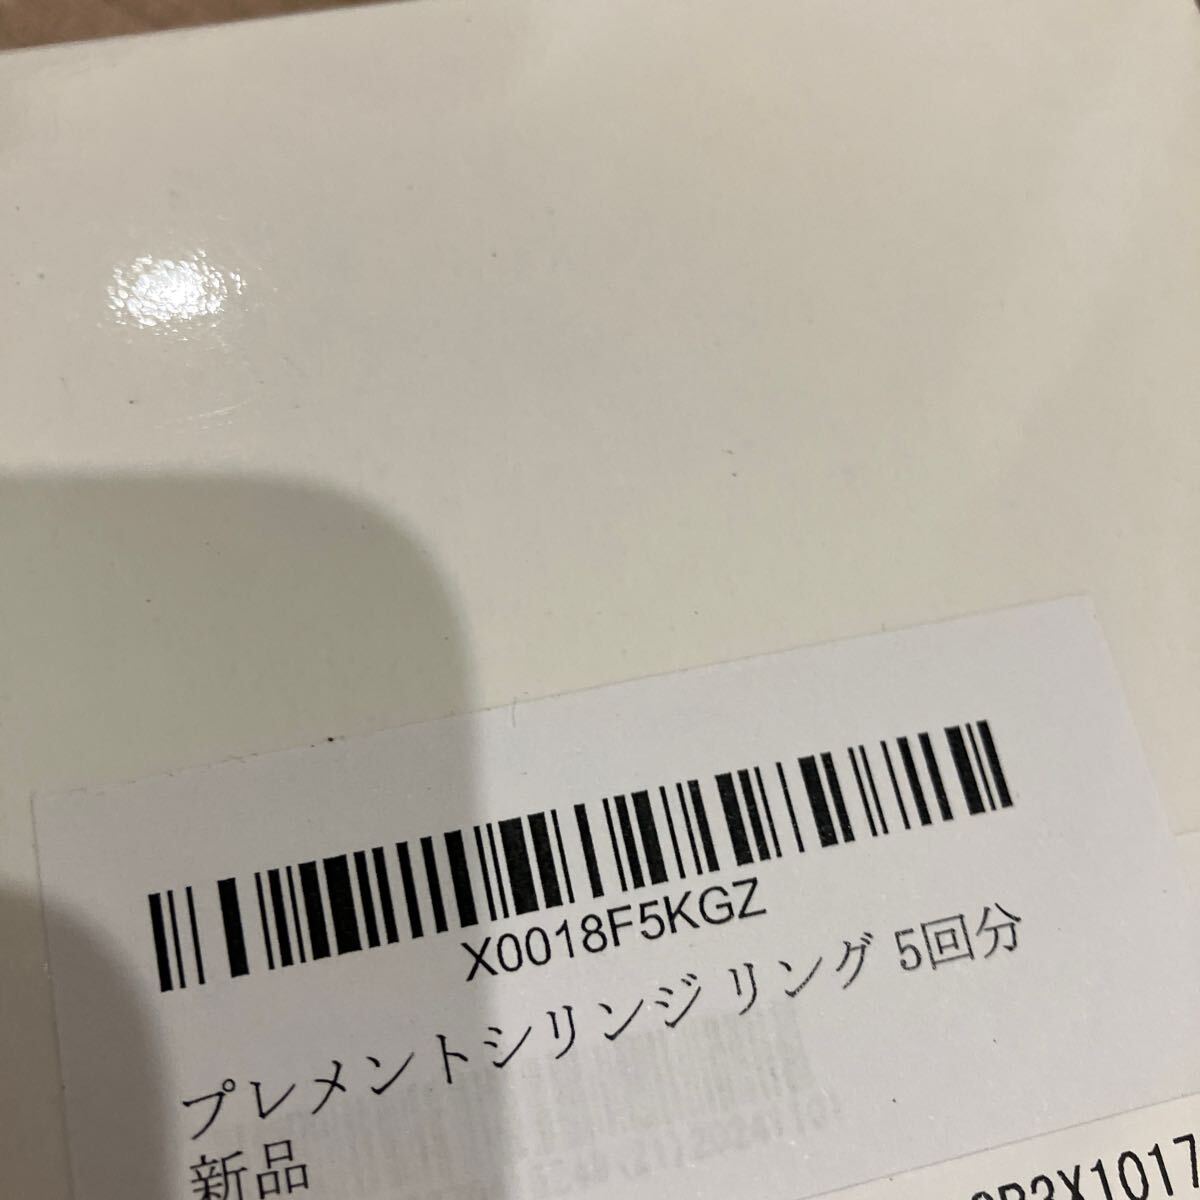 X0018F5KGZ
プレメントシリンジ リング 5回分
新品